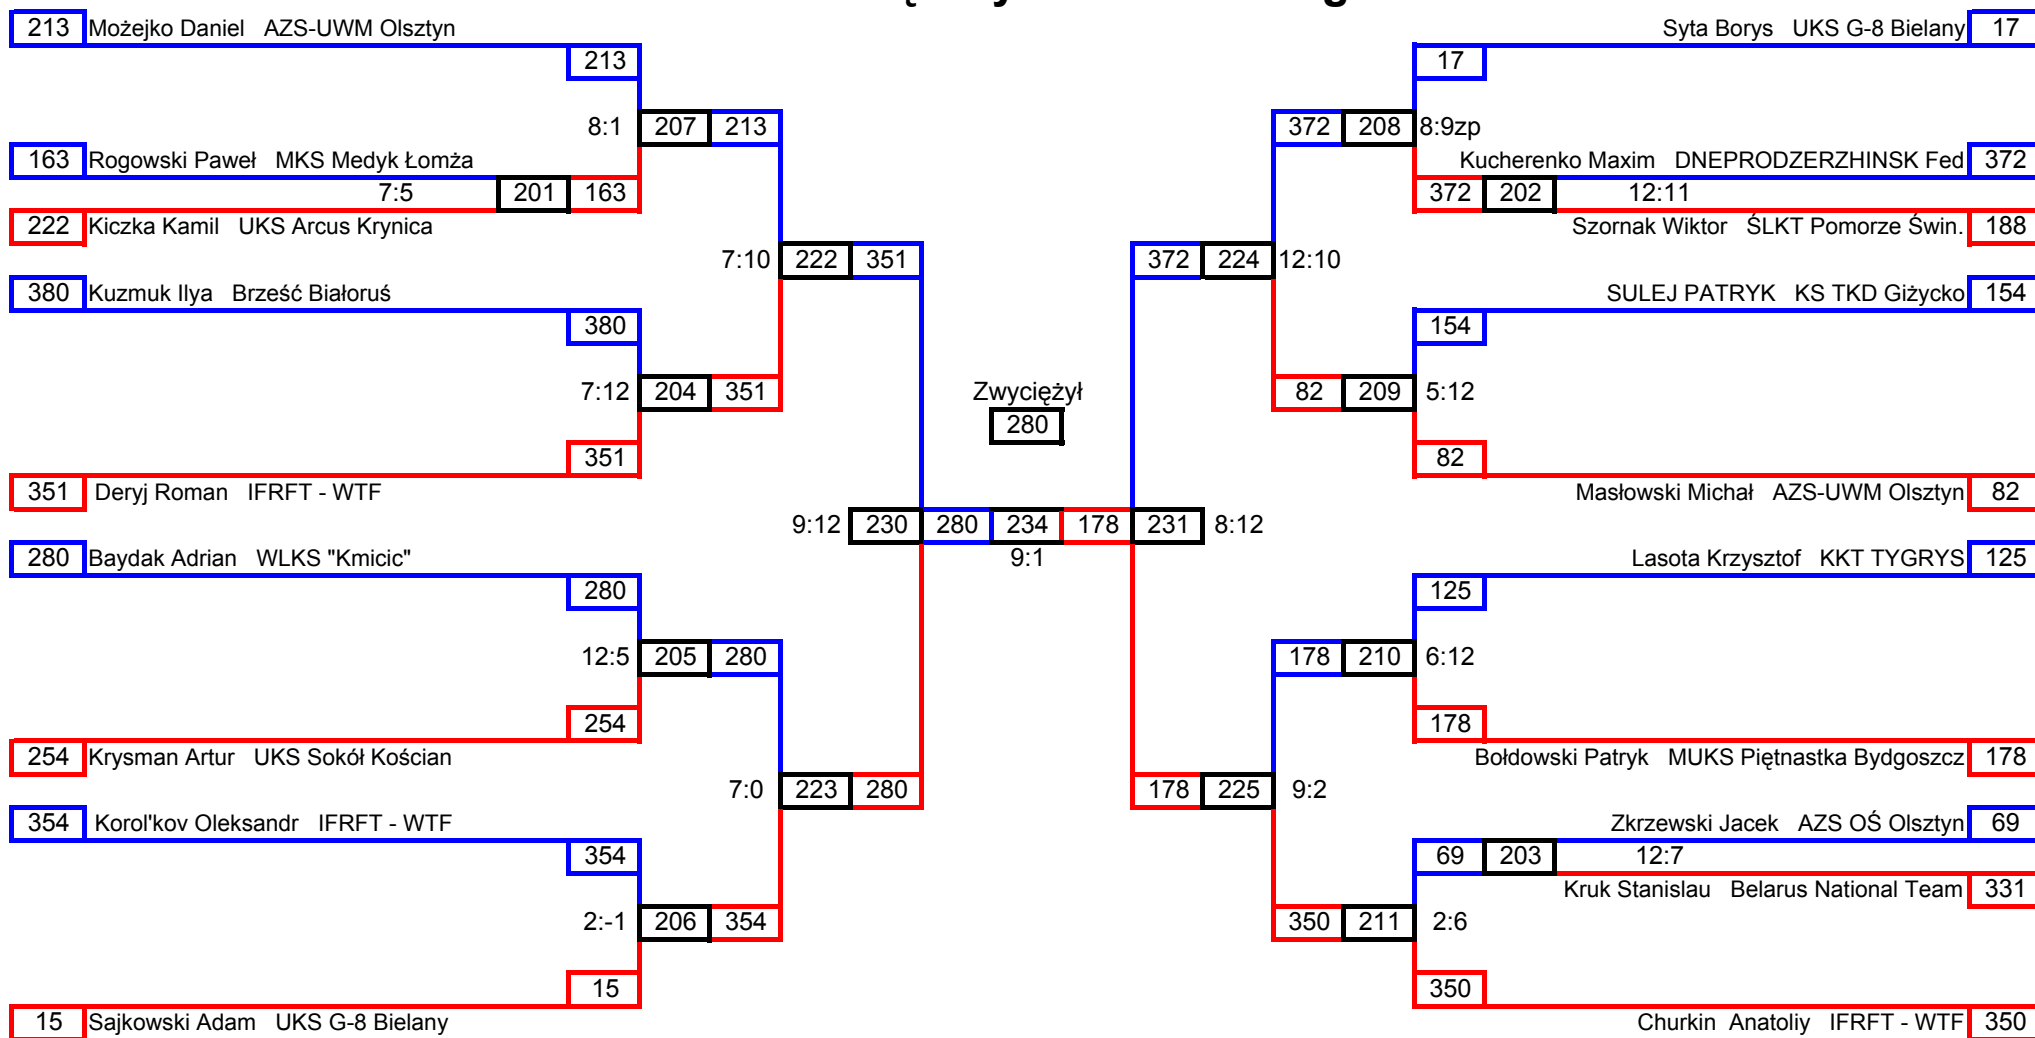 213 Możejko Daniel AZS-UWM Olsztyn Syta Borys UKS G-8 Bielany 17
213 17
8:1 207 213 372 208 8:9zp
163 Rogowski Paweł MKS Medyk Łomża Kucherenko Maxim DNEPRODZERZHINSK Fed 372
7:5 201 163 372 202 12:11
222 Kiczka Kamil UKS Arcus Krynica Szornak Wiktor ŚLKT Pomorze Świn. 188
7:10 222 351 372 224 12:10
380 Kuzmuk Ilya Brześć Białoruś SULEJ PATRYK KS TKD Giżycko 154
380 154
7:12 204 351 Zwyciężył 82 209 5:12
280
351 82
351 Deryj Roman IFRFT - WTF Masłowski Michał AZS-UWM Olsztyn 82
9:12 230 280 234 178 231 8:12
280 Baydak Adrian WLKS "Kmicic" 9:1 Lasota Krzysztof KKT TYGRYS 125
280 125
12:5 205 280 178 210 6:12
254 178
254 Krysman Artur UKS Sokół Kościan Bołdowski Patryk MUKS Piętnastka Bydgoszcz 178
7:0 223 280 178 225 9:2
354 Korol'kov Oleksandr IFRFT - WTF Zkrzewski Jacek AZS OŚ Olsztyn 69
354 69 203 12:7
Kruk Stanislau Belarus National Team 331
2:-1 206 354 350 211 2:6
15 350
15 Sajkowski Adam UKS G-8 Bielany Churkin Anatoliy IFRFT - WTF 350